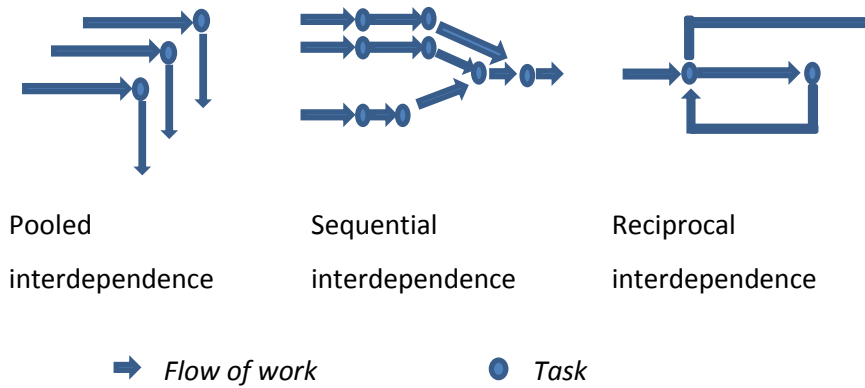 Pooled interdependence
Sequential interdependence
Reciprocal interdependence
Flow of work
Task